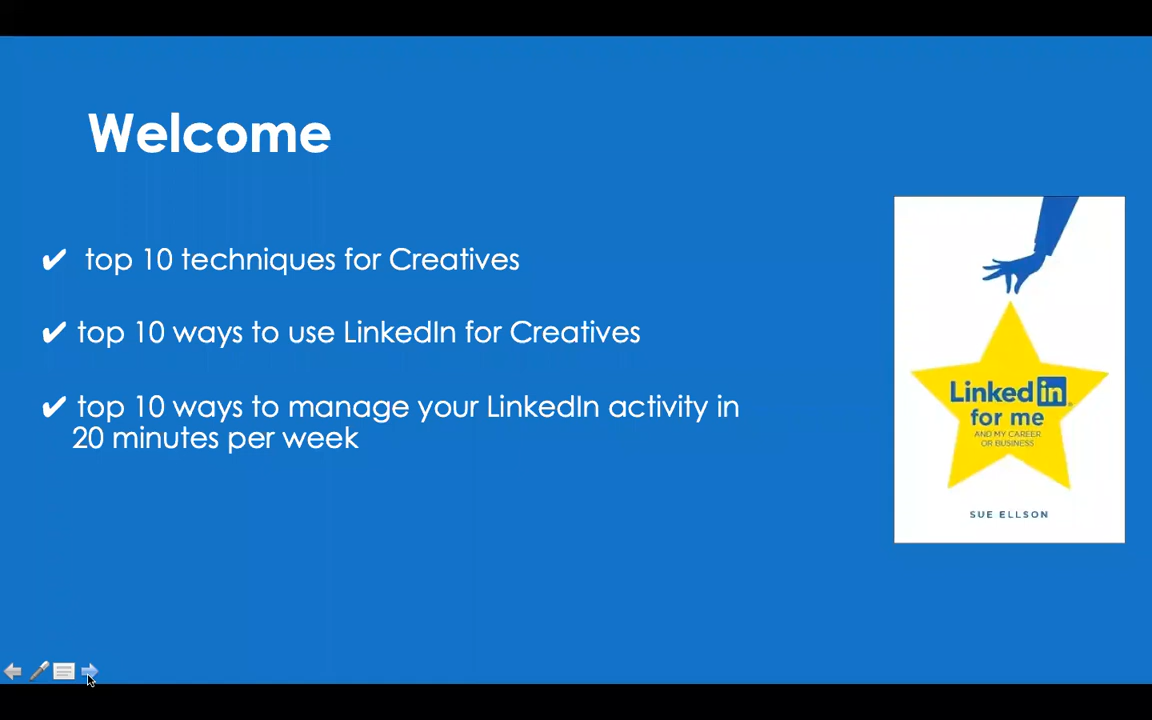 Welcome
✔ top 10 techniques for Creatives
✔ top 10 ways to use LinkedIn for Creatives
✔ top 10 ways to manage your LinkedIn activity in
20 minutes per week
Linked in
for me
AND MY CAREER
OR BUSINESS
SUE ELLSON